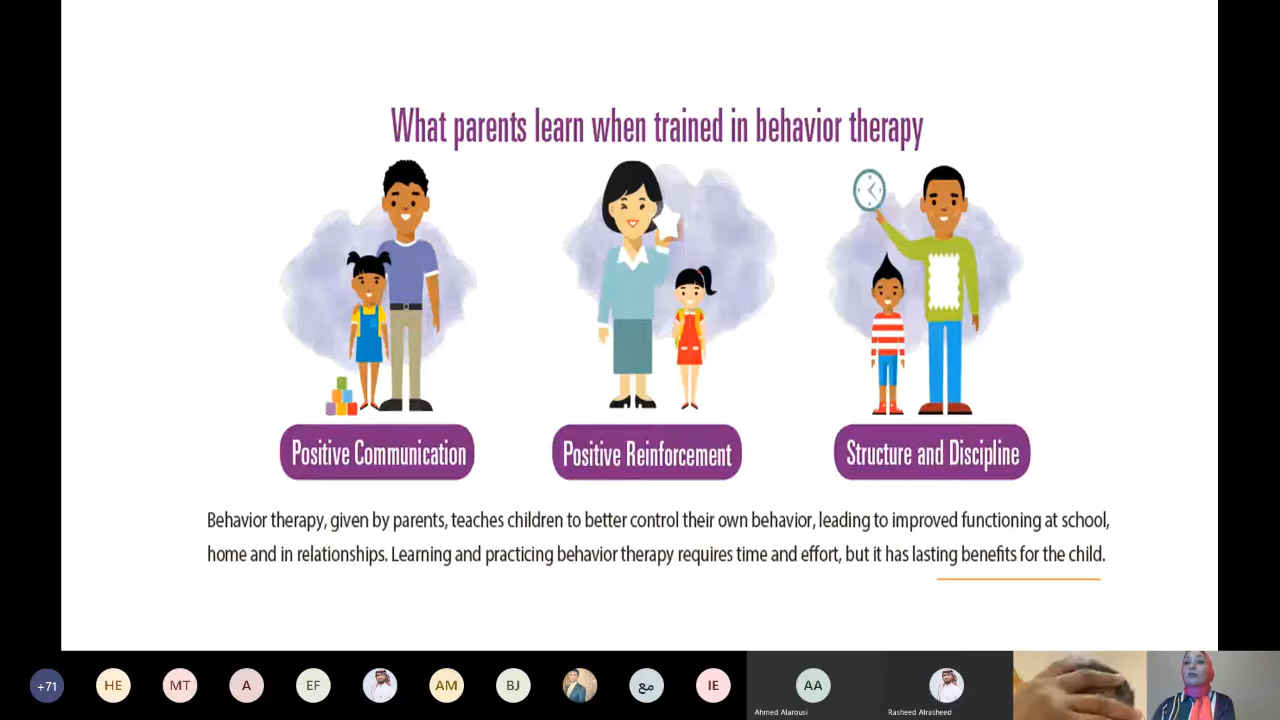 What parents learn when trained in behavior therapy
Positive Communication
Positive Reinforcement
Structure and Discipline
Behavior therapy, given by parents, teaches children to better control their own behavior, leading to improved functioning at school,
home and in relationships. Learning and practicing behavior therapy requires time and effort, but it has lasting benefits for the child.
+71
HE
MT
A
EF
AM
BJ
مع
IE
AA
Ahmed Alarousi
Rasheed Alrasheed